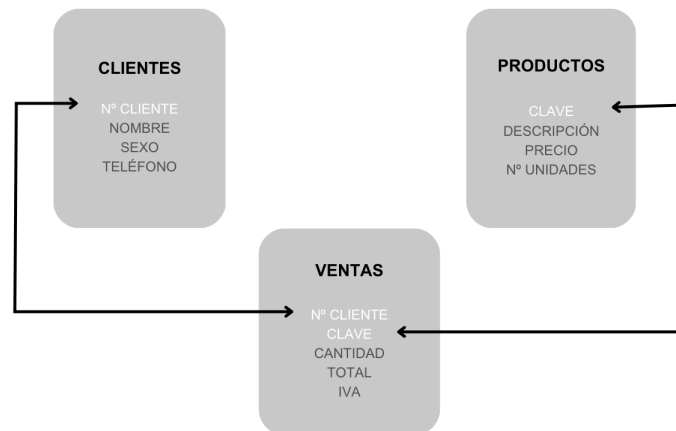 CLIENTES
Nº CLIENTE
NOMBRE
SEXO
TELÉFONO
PRODUCTOS
CLAVE
DESCRIPCIÓN
PRECIO
Nº UNIDADES
VENTAS
Nº CLIENTE
CLAVE
CANTIDAD
TOTAL
IVA